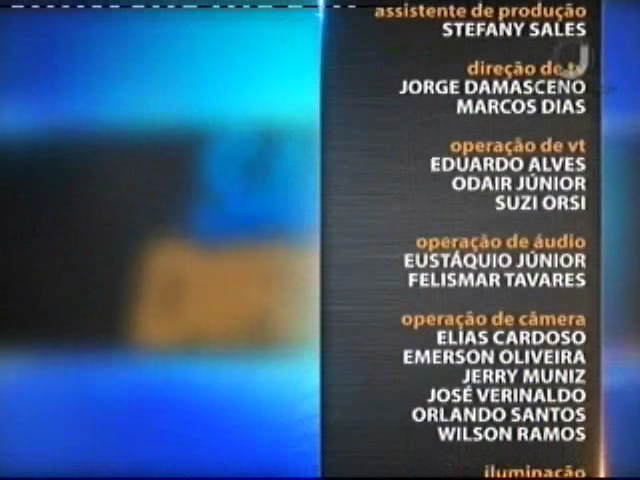 assistente de produção
STEFANY SALES
direção de tv
JORGE DAMASCENO
MARCOS DIAS
operação de vt
EDUARDO ALVES
ODAIR JÚNIOR
SUZI ORSI
operação de áudio
EUSTÁQUIO JÚNIOR
FELISMAR TAVARES
operação de câmera
ELIAS CARDOSO
EMERSON OLIVEIRA
JERRY MUNIZ
JOSÉ VERINALDO
ORLANDO SANTOS
WILSON RAMOS
iluminação